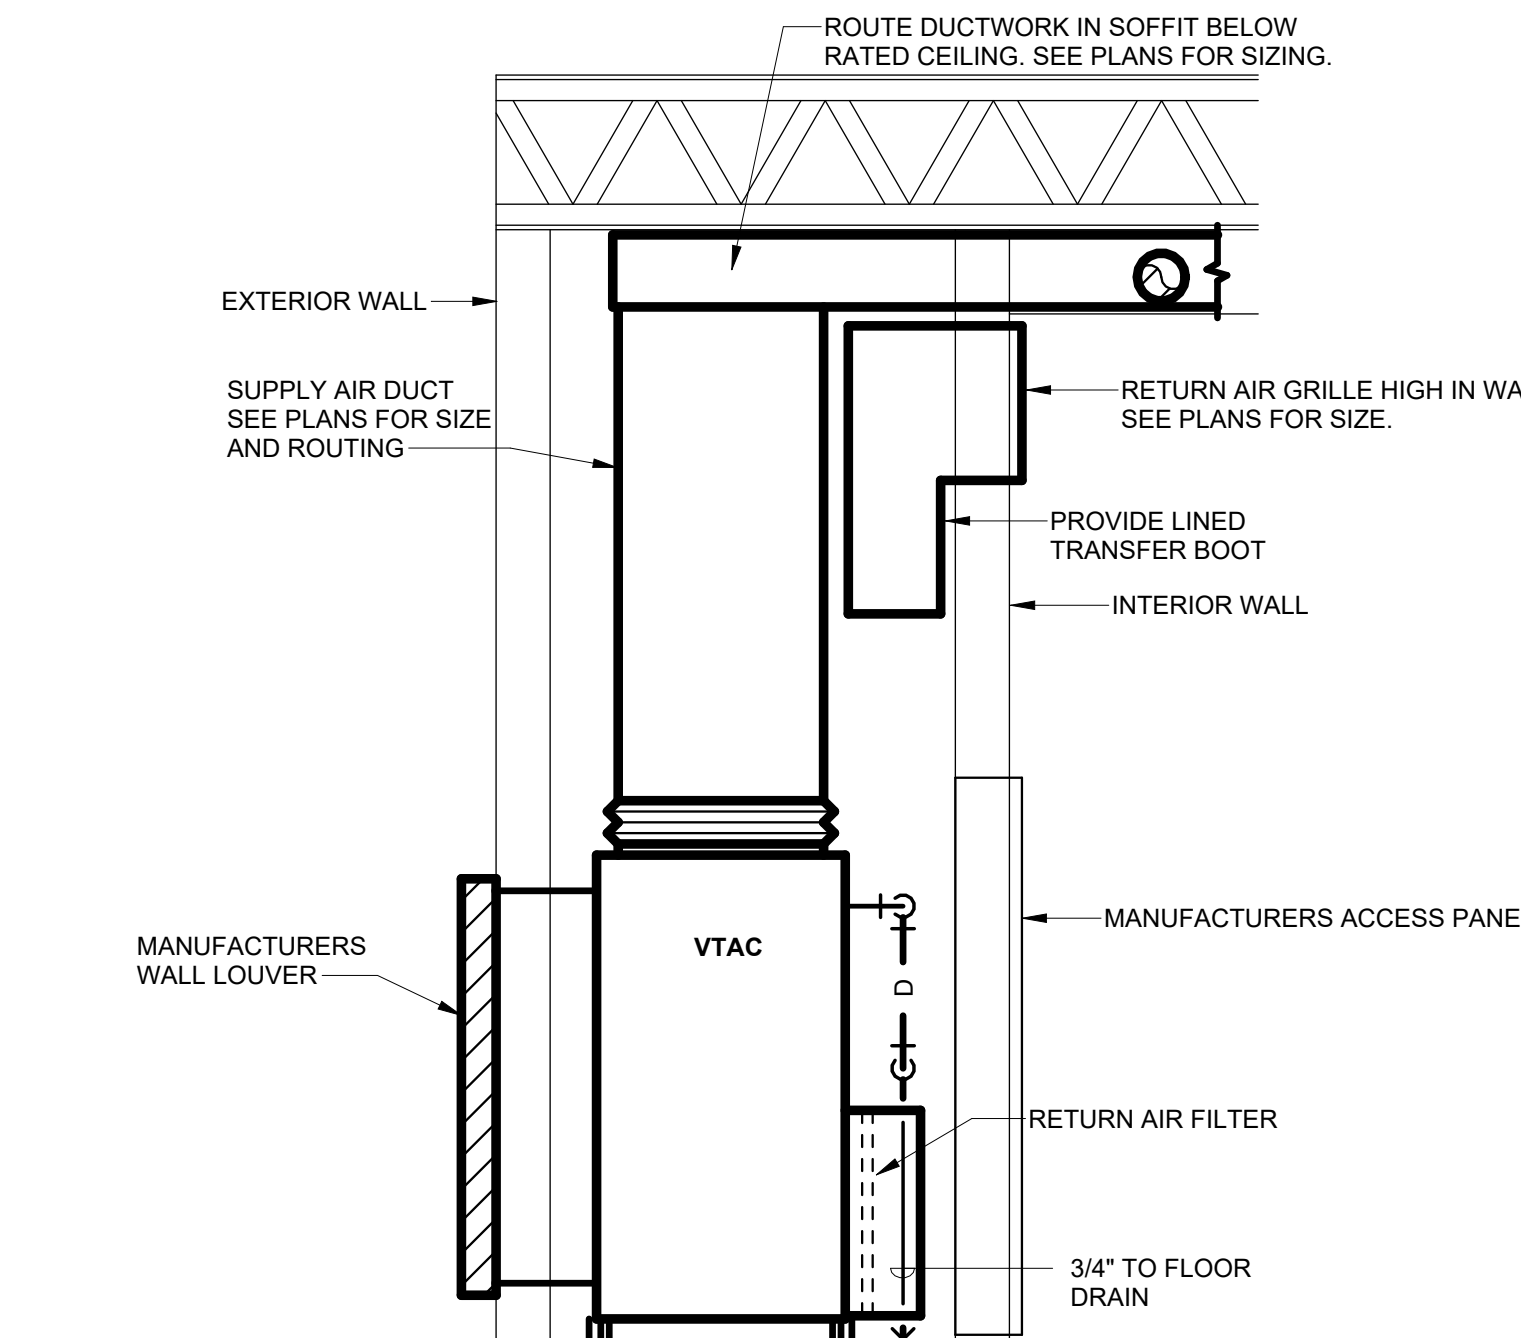 ROUTE DUCTWORK IN SOFFIT BELOW
RATED CEILING. SEE PLANS FOR SIZING.
EXTERIOR WALL
SUPPLY AIR DUCT
SEE PLANS FOR SIZE
AND ROUTING
RETURN AIR GRILLE HIGH IN WA
SEE PLANS FOR SIZE.
PROVIDE LINED
TRANSFER BOOT
INTERIOR WALL
MANUFACTURERS ACCESS PANE
MANUFACTURERS
WALL LOUVER
VTAC
D
RETURN AIR FILTER
3/4" TO FLOOR
DRAIN